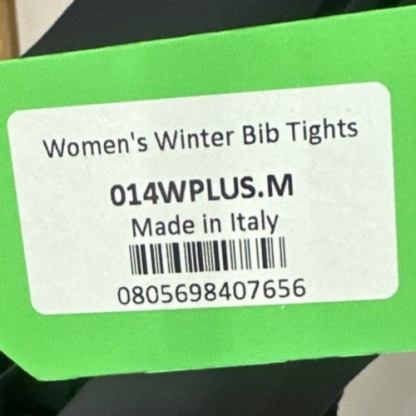 Women's Winter Bib Tights
014WPLUS.M
Made in Italy
0805698407656